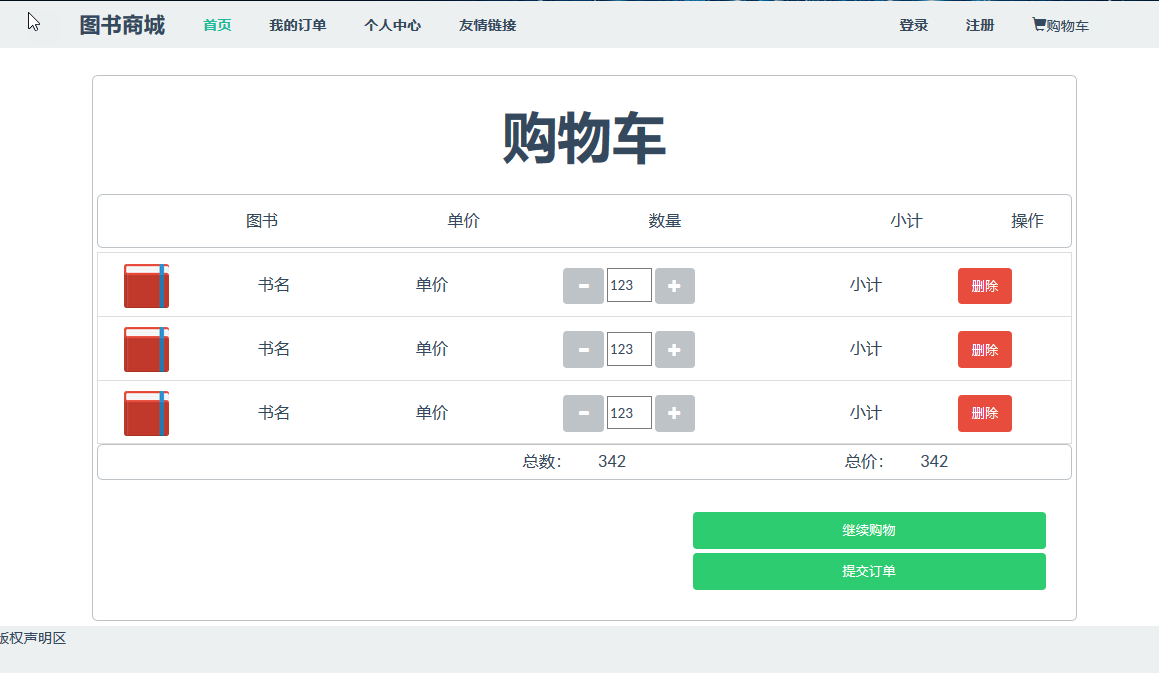 图书商城 首页 我的订单 个人中心 友情链接 登录 注册 购物车
购物车
图书 单价 数量 小计 操作
书名 单价 - 123 + 小计 删除
书名 单价 - 123 + 小计 删除
书名 单价 - 123 + 小计 删除
总数： 342 总价： 342
继续购物
提交订单
版权声明区